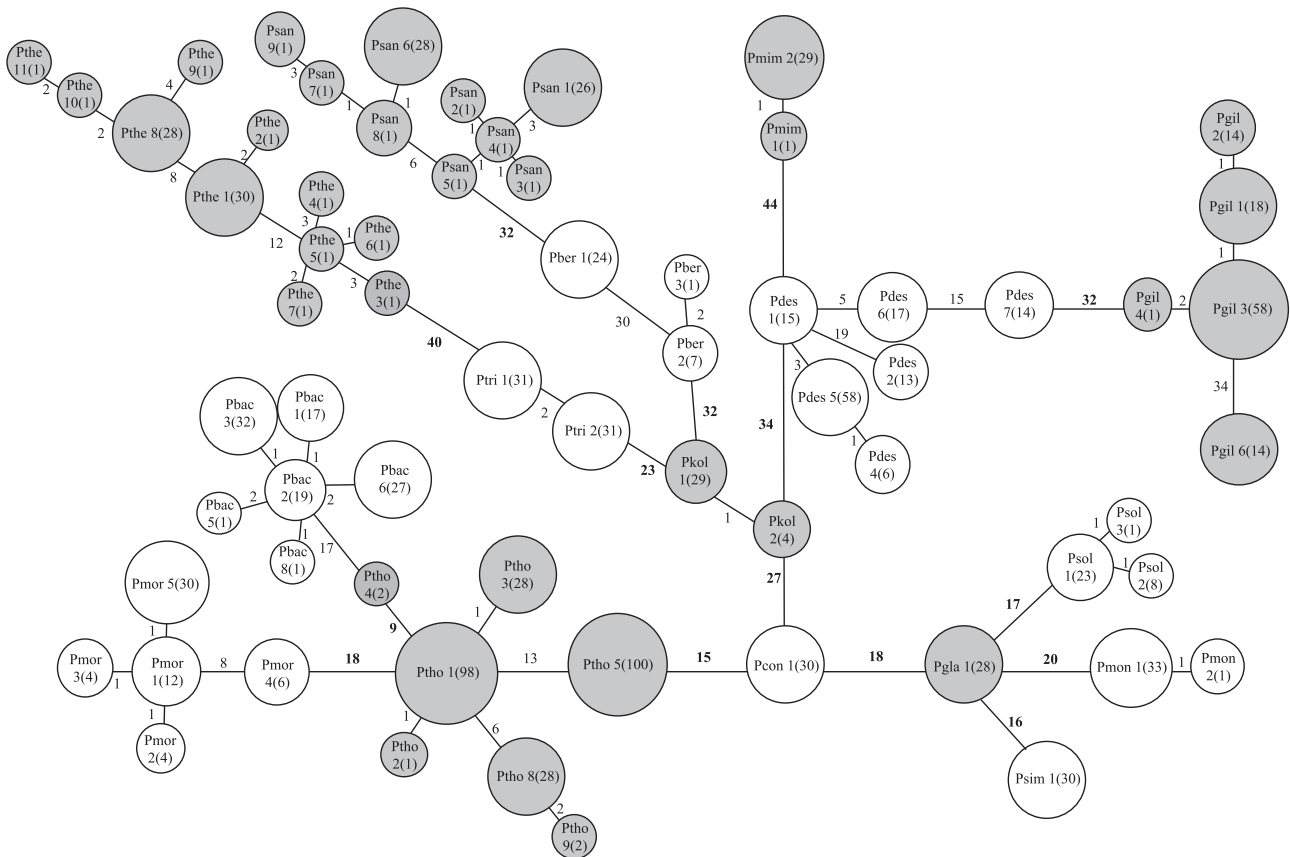 Pthe
11(1)
2
Pthe
10(1)
2
Pthe 8(28)
4
Pthe
9(1)
8
Pthe 1(30)
2
Pthe
2(1)
12
Pthe
5(1)
3
Pthe
4(1)
1
Pthe
6(1)
2
Pthe
7(1)
3
Pthe
3(1)
40
Ptri 1(31)
2
Ptri 2(31)
23
Psan
9(1)
3
Psan
7(1)
1
Psan
8(1)
1
Psan 6(28)
6
Psan
5(1)
1
Psan
4(1)
1
Psan
2(1)
3
Psan 1(26)
1
Psan
3(1)
32
Pber 1(24)
30
Pber
2(7)
2
Pber
3(1)
32
Pkol
1(29)
1
Pkol
2(4)
34
27
Pmim 2(29)
1
Pmim
1(1)
44
Pdes
1(15)
5
Pdes
6(17)
15
Pdes
7(14)
32
Pgil
4(1)
2
Pgil 3(58)
1
Pgil 1(18)
1
Pgil
2(14)
34
Pgil 6(14)
19
Pdes
2(13)
3
Pdes 5(58)
1
Pdes
4(6)
Pbac
3(32)
1
Pbac
1(17)
1
Pbac
2(19)
2
Pbac
6(27)
2
Pbac
5(1)
1
Pbac
8(1)
17
Ptho
4(2)
9
Pmor 5(30)
1
Pmor
3(4)
1
Pmor
1(12)
1
Pmor
2(4)
8
Pmor
4(6)
18
Ptho 1(98)
1
Ptho
3(28)
1
Ptho
2(1)
6
Ptho 8(28)
2
Ptho
9(2)
13
Ptho 5(100)
15
Pcon 1(30)
18
Pgla 1(28)
17
Psol
1(23)
1
Psol
3(1)
1
Psol
2(8)
20
Pmon 1(33)
1
Pmon
2(1)
16
Psim 1(30)